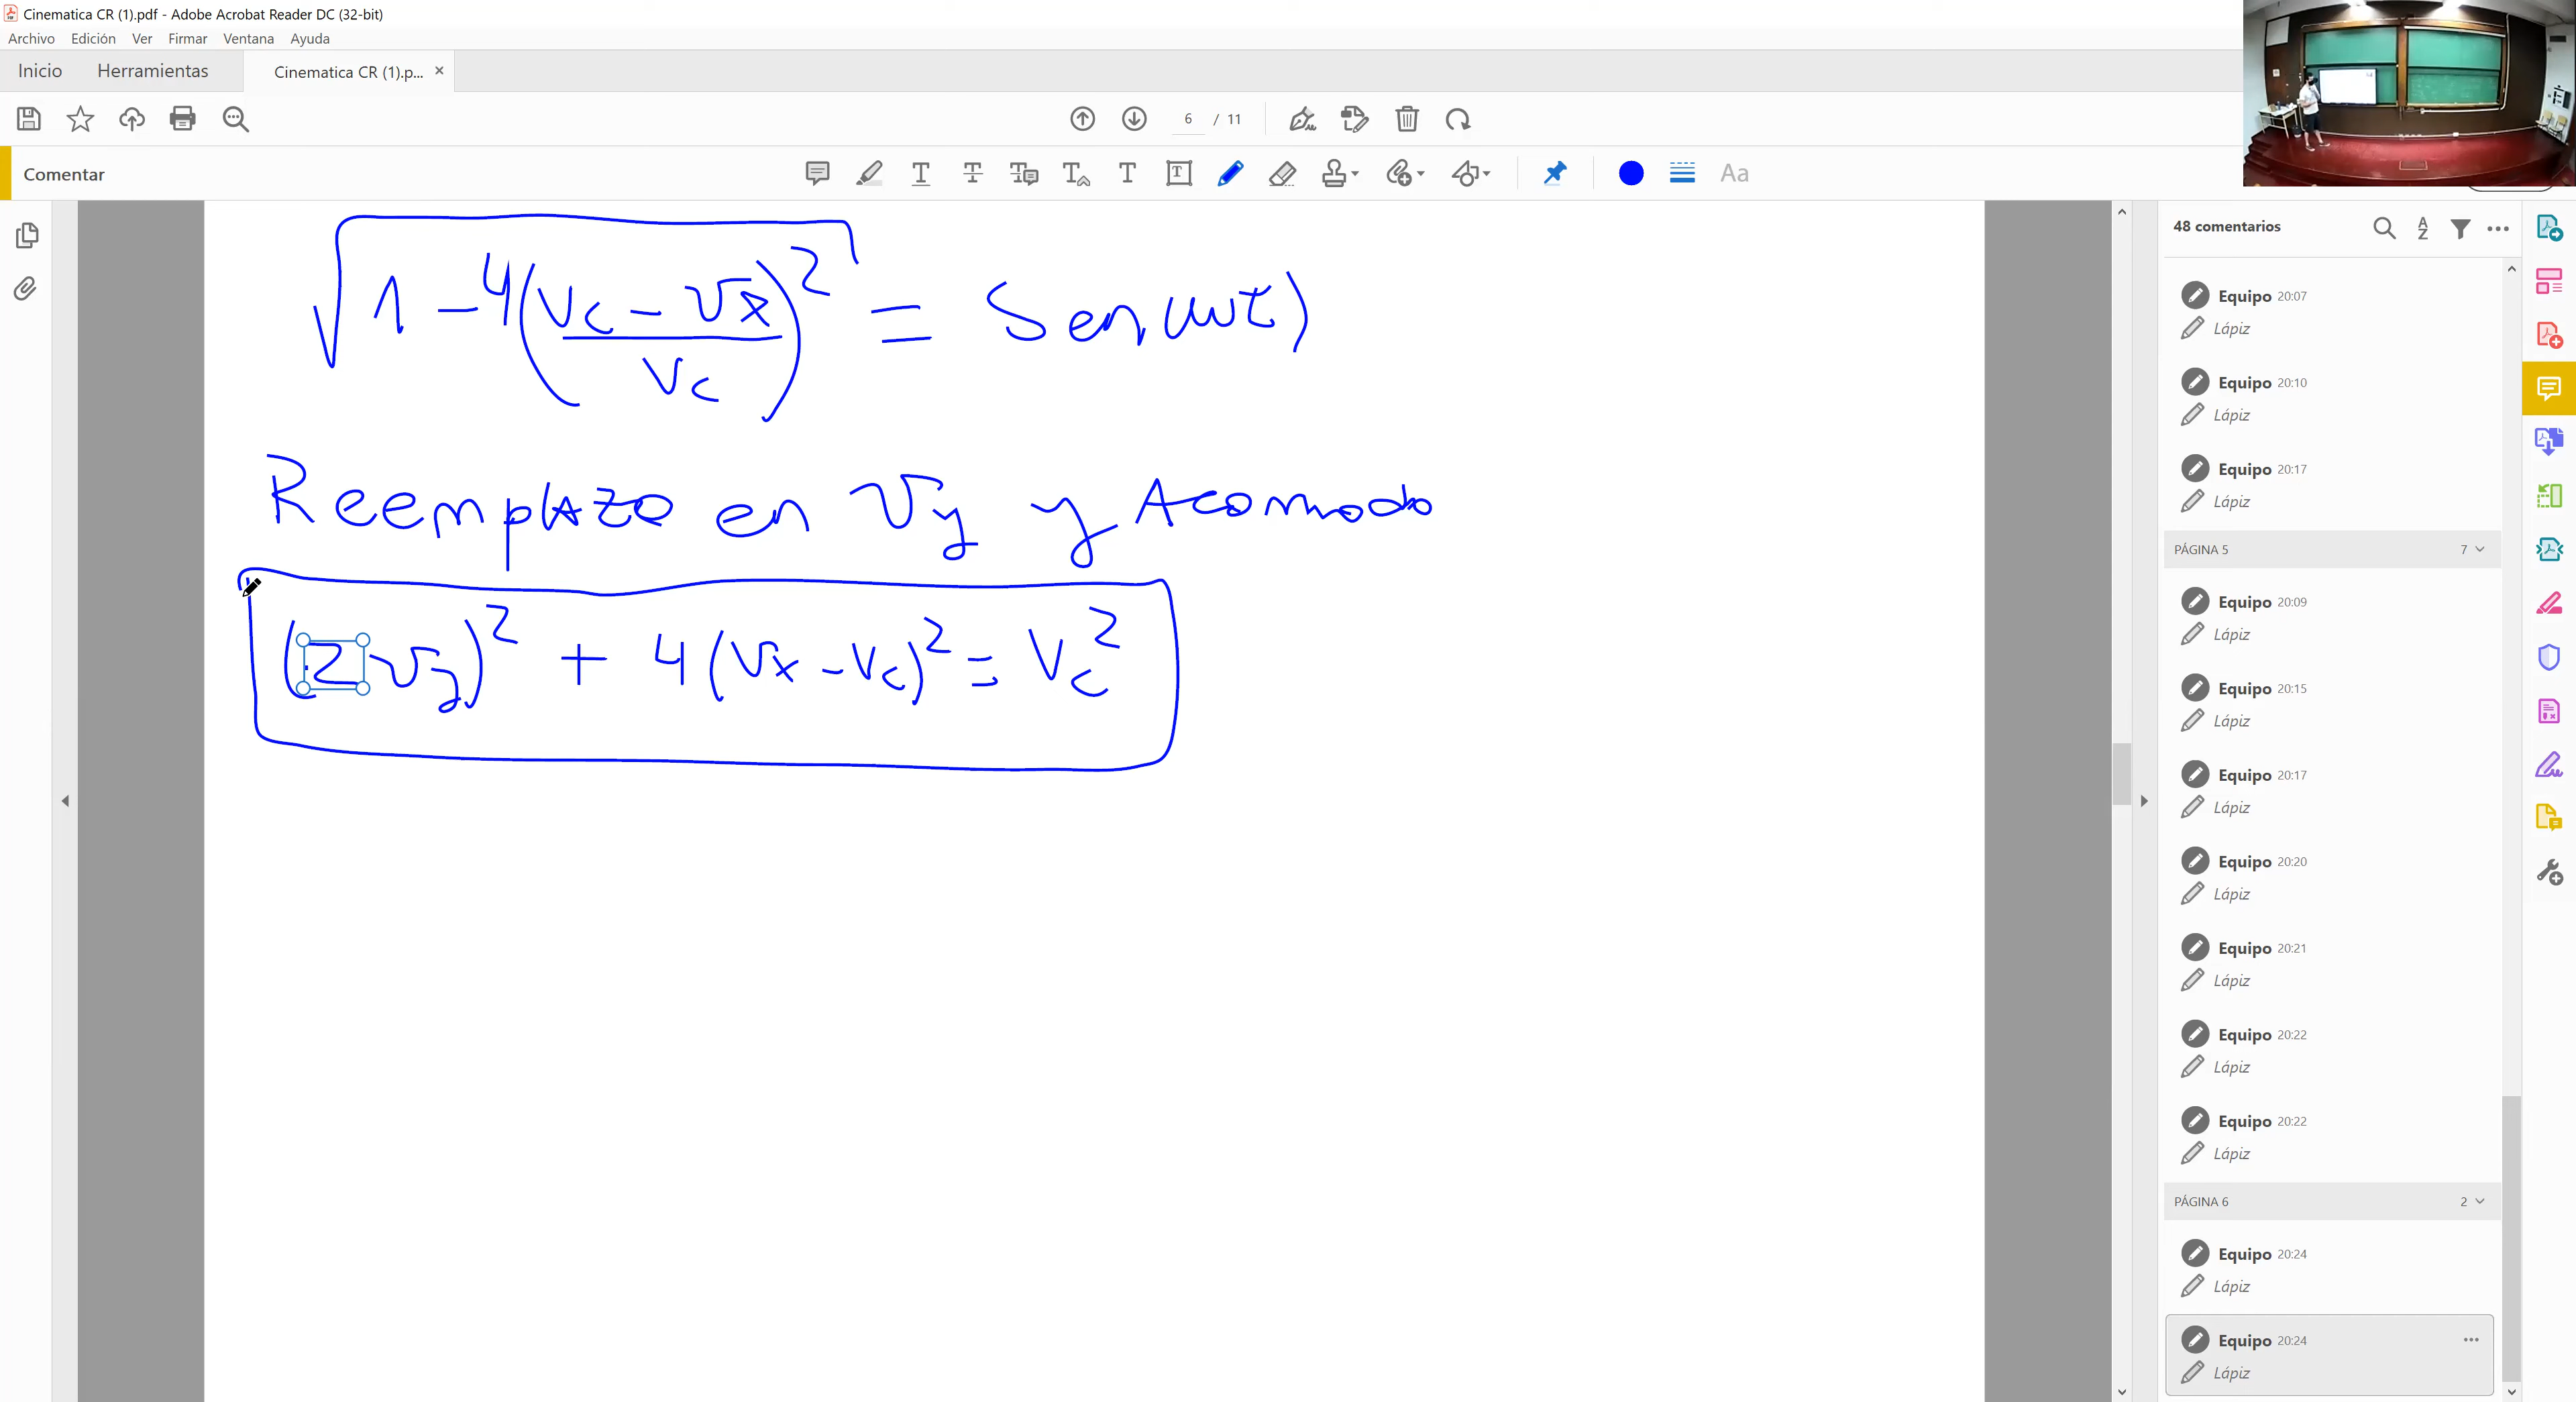 Cinematica CR (1).pdf - Adobe Acrobat Reader DC (32-bit)
Archivo Edición Ver Firmar Ventana Ayuda
Inicio Herramientas Cinematica CR (1).p... ×
6 / 11
Comentar
Aa
√(1 - 4((Vc - Vx)/Vc)²) = Sen(wt)
Reemplazo en Vy y Acomodo
(2Vy)² + 4(Vx - Vc)² = Vc²
48 comentarios
Equipo 20:07
Lápiz
Equipo 20:10
Lápiz
Equipo 20:17
Lápiz
PÁGINA 5 7
Equipo 20:09
Lápiz
Equipo 20:15
Lápiz
Equipo 20:17
Lápiz
Equipo 20:20
Lápiz
Equipo 20:21
Lápiz
Equipo 20:22
Lápiz
Equipo 20:22
Lápiz
PÁGINA 6 2
Equipo 20:24
Lápiz
Equipo 20:24 ...
Lápiz